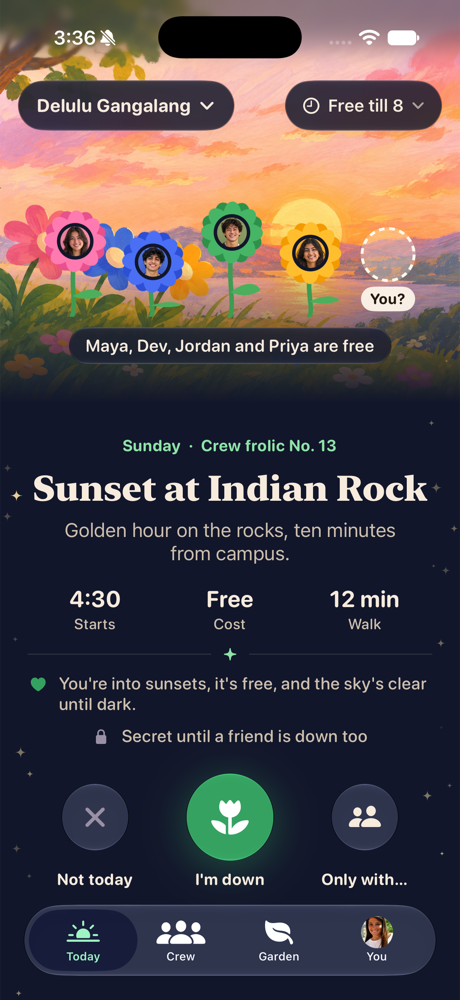 3:36
Delulu Gangalang
Free till 8
You?
Maya, Dev, Jordan and Priya are free
Sunday · Crew frolic No. 13
Sunset at Indian Rock
Golden hour on the rocks, ten minutes
from campus.
4:30
Free
12 min
Starts
Cost
Walk
You're into sunsets, it's free, and the sky's clear
until dark.
Secret until a friend is down too
Not today
I'm down
Only with...
Today
Crew
Garden
You